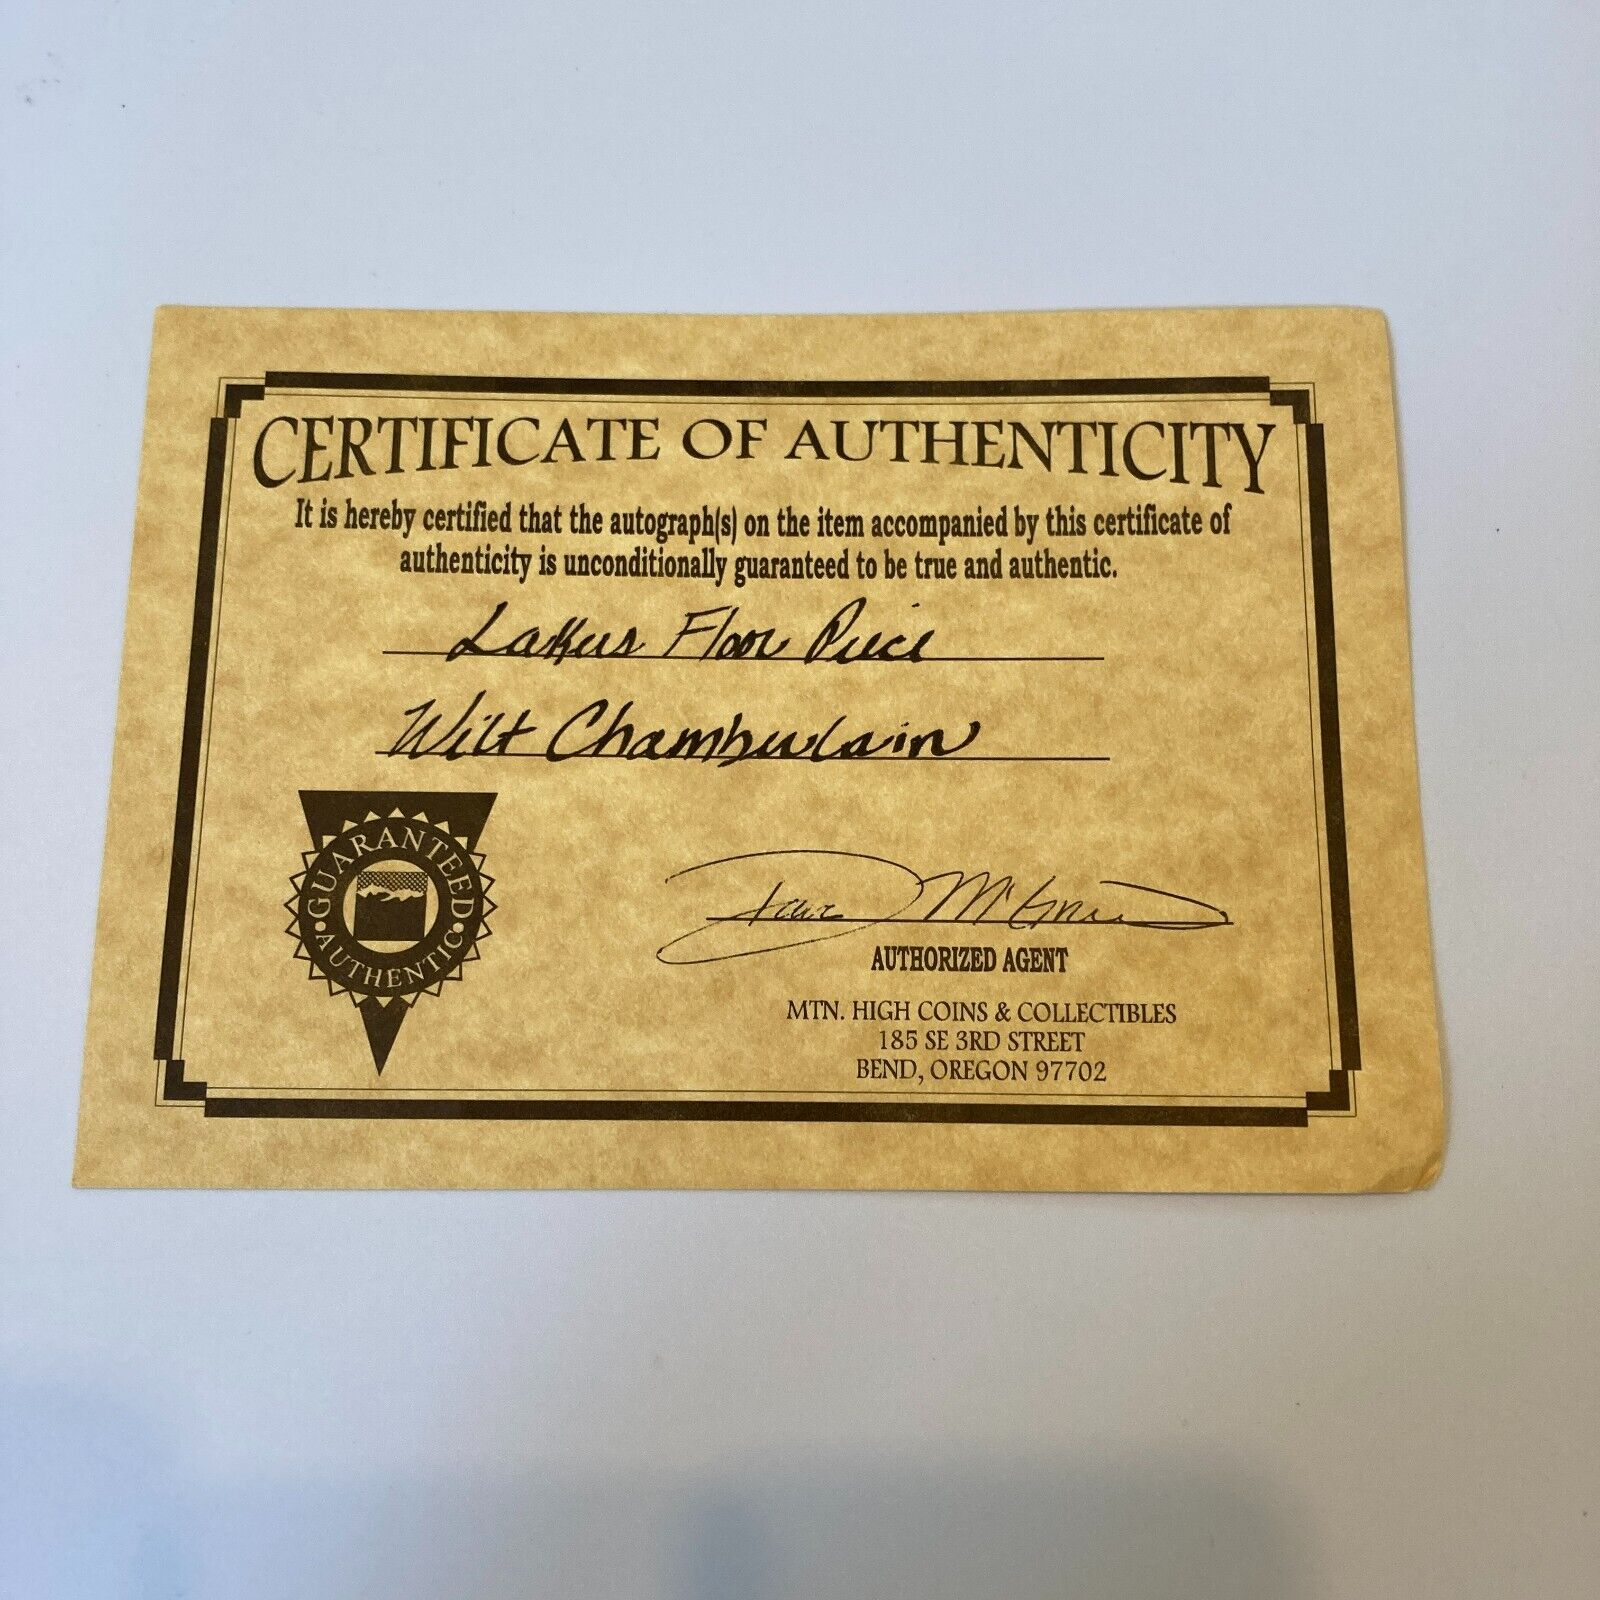 CERTIFICATE OF AUTHENTICITY
It is hereby certified that the autograph(s) on the item accompanied by this certificate of
authenticity is unconditionally guaranteed to be true and authentic.
Lakers Floor Piece
Wilt Chamberlain
GUARANTEED
AUTHENTIC
AUTHORIZED AGENT
MTN. HIGH COINS & COLLECTIBLES
185 SE 3RD STREET
BEND, OREGON 97702